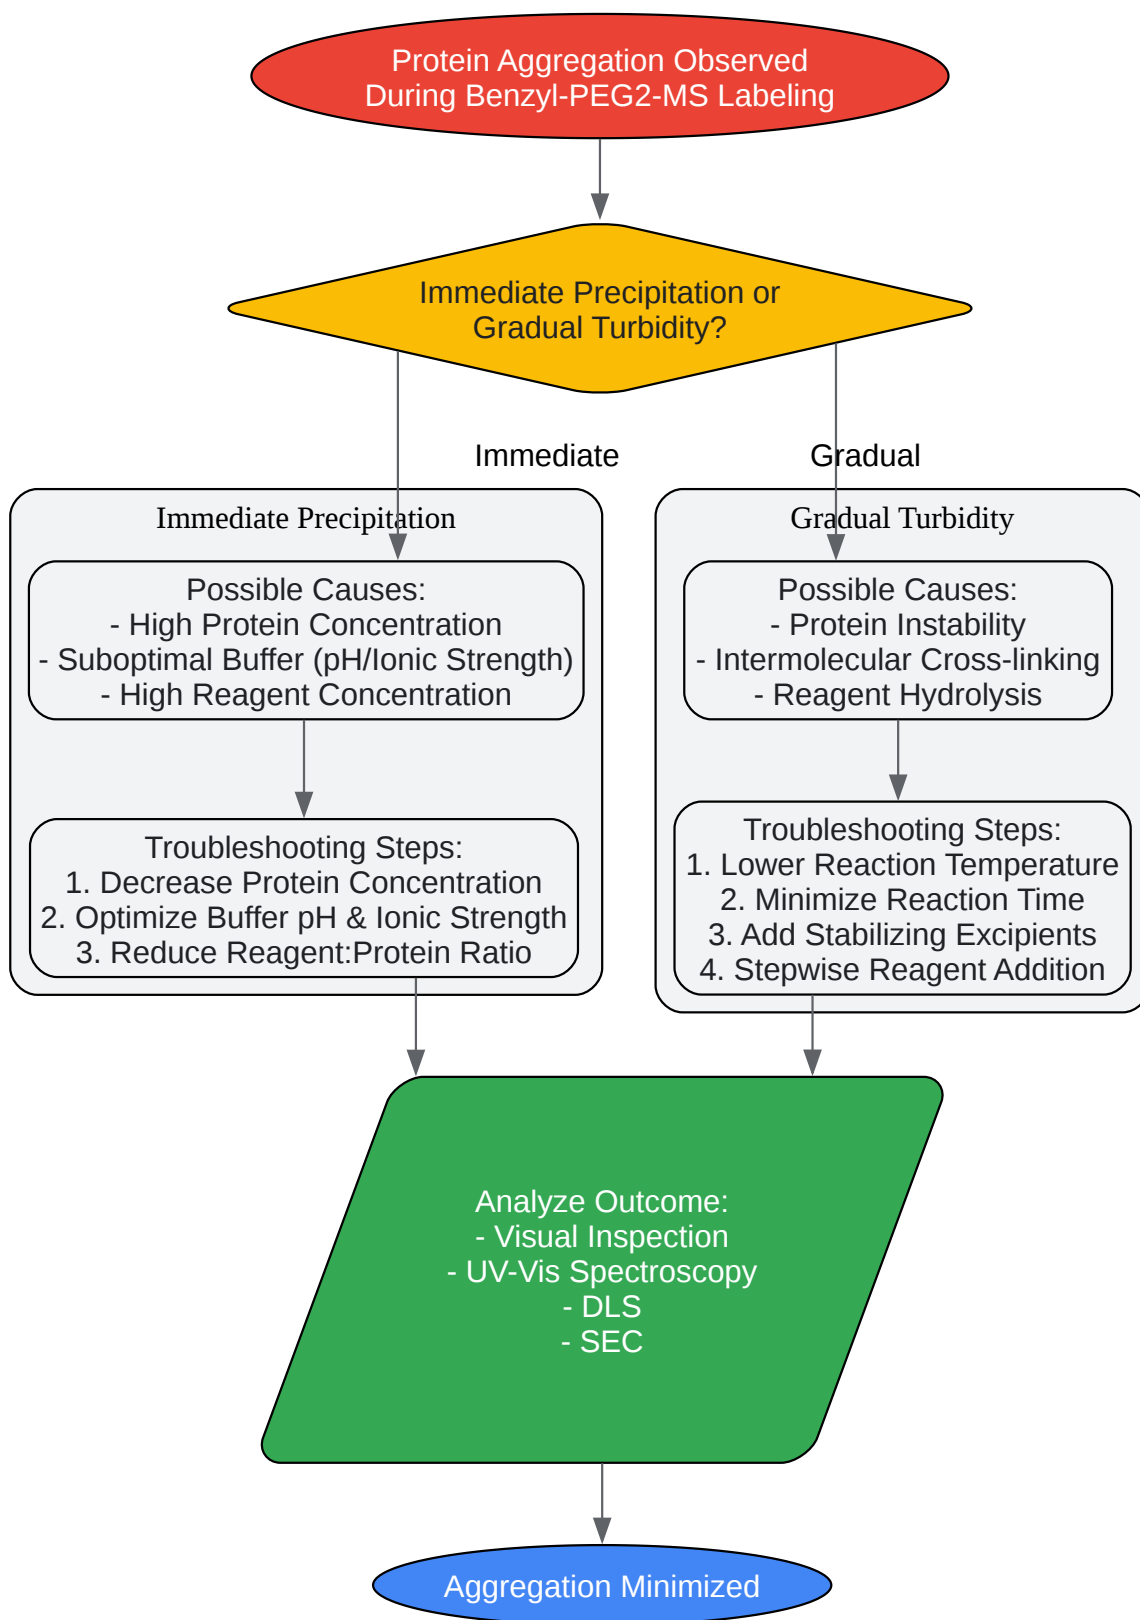 Protein Aggregation Observed
During Benzyl-PEG2-MS Labeling
Immediate Precipitation or
Gradual Turbidity?
Immediate
Gradual
Immediate Precipitation
Possible Causes:
- High Protein Concentration
- Suboptimal Buffer (pH/Ionic Strength)
- High Reagent Concentration
Troubleshooting Steps:
1. Decrease Protein Concentration
2. Optimize Buffer pH & Ionic Strength
3. Reduce Reagent:Protein Ratio
Gradual Turbidity
Possible Causes:
- Protein Instability
- Intermolecular Cross-linking
- Reagent Hydrolysis
Troubleshooting Steps:
1. Lower Reaction Temperature
2. Minimize Reaction Time
3. Add Stabilizing Excipients
4. Stepwise Reagent Addition
Analyze Outcome:
- Visual Inspection
- UV-Vis Spectroscopy
- DLS
- SEC
Aggregation Minimized